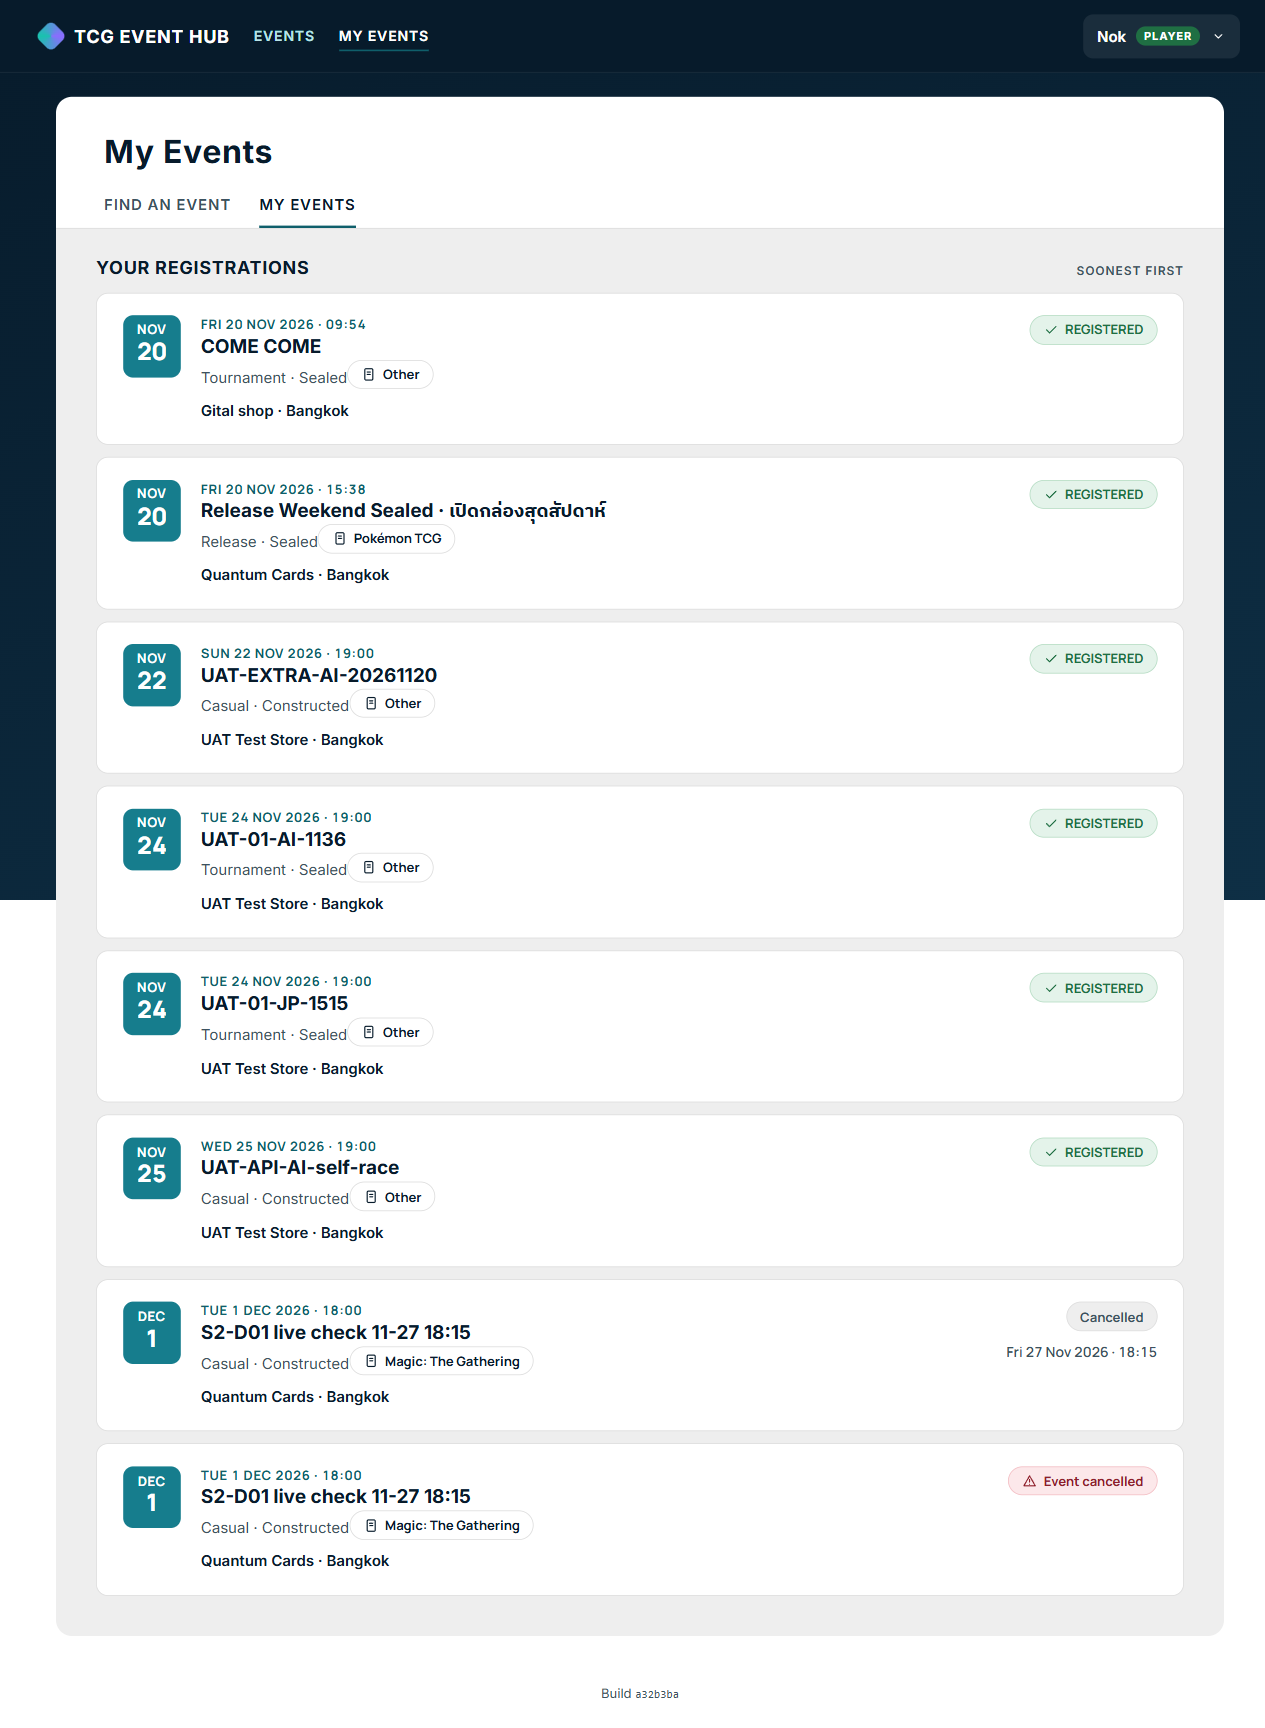 TCG EVENT HUB EVENTS MY EVENTS Nok PLAYER
My Events
FIND AN EVENT MY EVENTS
YOUR REGISTRATIONS SOONEST FIRST
NOV 20
FRI 20 NOV 2026 · 09:54
COME COME
Tournament · Sealed Other
Gital shop · Bangkok
REGISTERED
NOV 20
FRI 20 NOV 2026 · 15:38
Release Weekend Sealed · เปิดกล่องสุดสัปดาห์
Release · Sealed Pokémon TCG
Quantum Cards · Bangkok
REGISTERED
NOV 22
SUN 22 NOV 2026 · 19:00
UAT-EXTRA-AI-20261120
Casual · Constructed Other
UAT Test Store · Bangkok
REGISTERED
NOV 24
TUE 24 NOV 2026 · 19:00
UAT-01-AI-1136
Tournament · Sealed Other
UAT Test Store · Bangkok
REGISTERED
NOV 24
TUE 24 NOV 2026 · 19:00
UAT-01-JP-1515
Tournament · Sealed Other
UAT Test Store · Bangkok
REGISTERED
NOV 25
WED 25 NOV 2026 · 19:00
UAT-API-AI-self-race
Casual · Constructed Other
UAT Test Store · Bangkok
REGISTERED
DEC 1
TUE 1 DEC 2026 · 18:00
S2-D01 live check 11-27 18:15
Casual · Constructed Magic: The Gathering
Quantum Cards · Bangkok
Cancelled
Fri 27 Nov 2026 · 18:15
DEC 1
TUE 1 DEC 2026 · 18:00
S2-D01 live check 11-27 18:15
Casual · Constructed Magic: The Gathering
Quantum Cards · Bangkok
Event cancelled
Build a32b3ba